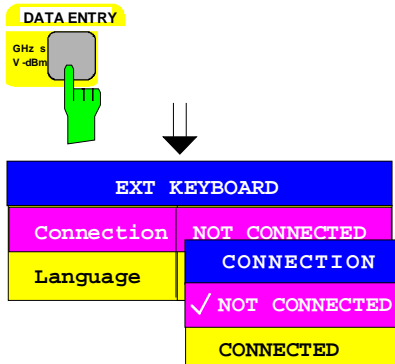 DATA ENTRY
GHz s
V -dBm
EXT KEYBOARD
Connection NOT CONNECTED
CONNECTION
Language
✓ NOT CONNECTED
CONNECTED